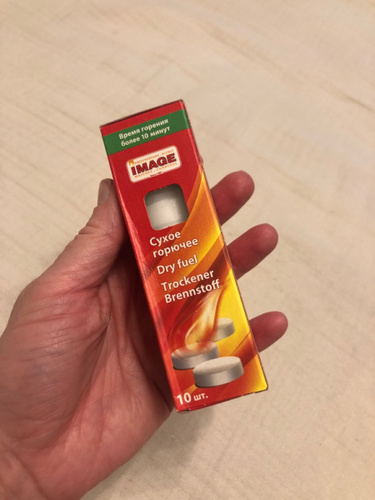 Время горения
более 10 минут
IMAGE
Сухое
горючее
Dry fuel
Trockener
Brennstoff
10 шт.